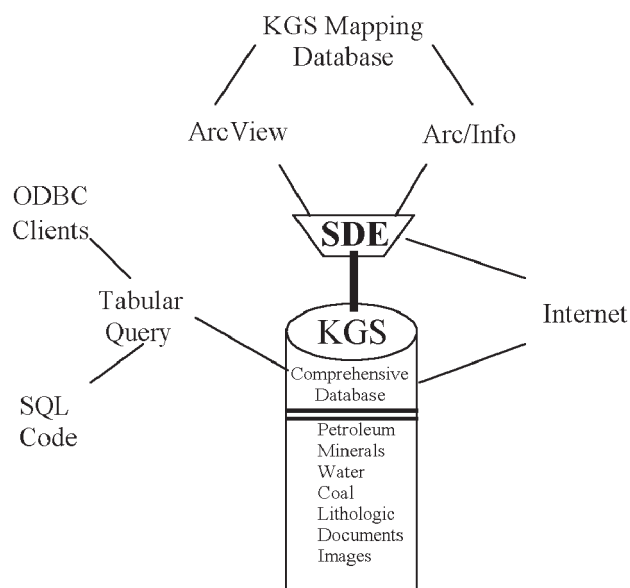 KGS Mapping
Database
ArcView
Arc/Info
ODBC
Clients
SDE
Tabular
Query
Internet
KGS
Comprehensive
Database
SQL
Code
Petroleum
Minerals
Water
Coal
Lithologic
Documents
Images